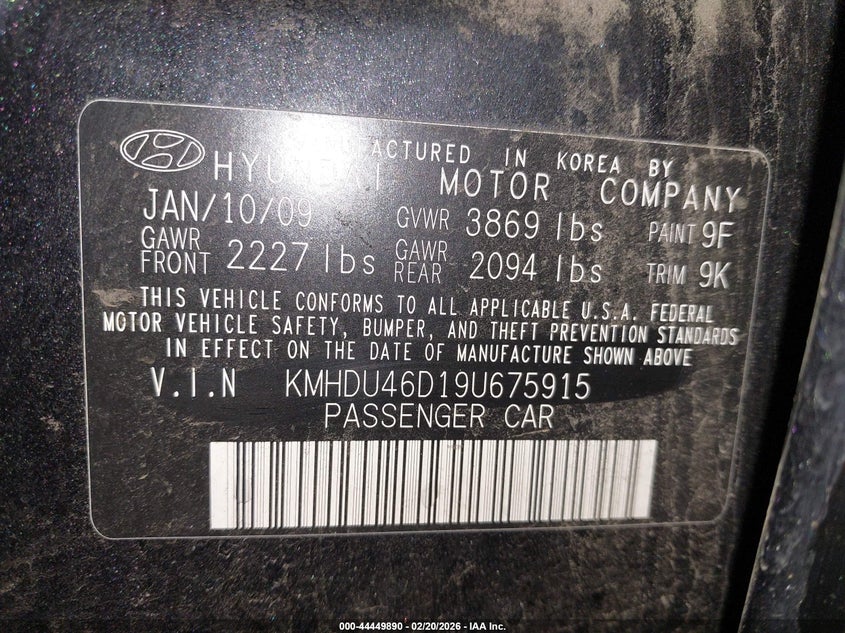 MANUFACTURED IN KOREA BY
HYUNDAI MOTOR COMPANY
JAN/10/09 GVWR 3869 lbs PAINT 9F
GAWR FRONT 2227 lbs GAWR REAR 2094 lbs TRIM 9K
THIS VEHICLE CONFORMS TO ALL APPLICABLE U.S.A. FEDERAL
MOTOR VEHICLE SAFETY, BUMPER, AND THEFT PREVENTION STANDARDS
IN EFFECT ON THE DATE OF MANUFACTURE SHOWN ABOVE
V.I.N KMHDU46D19U675915
PASSENGER CAR
000-44449890 - 02/20/2026 - IAA Inc.